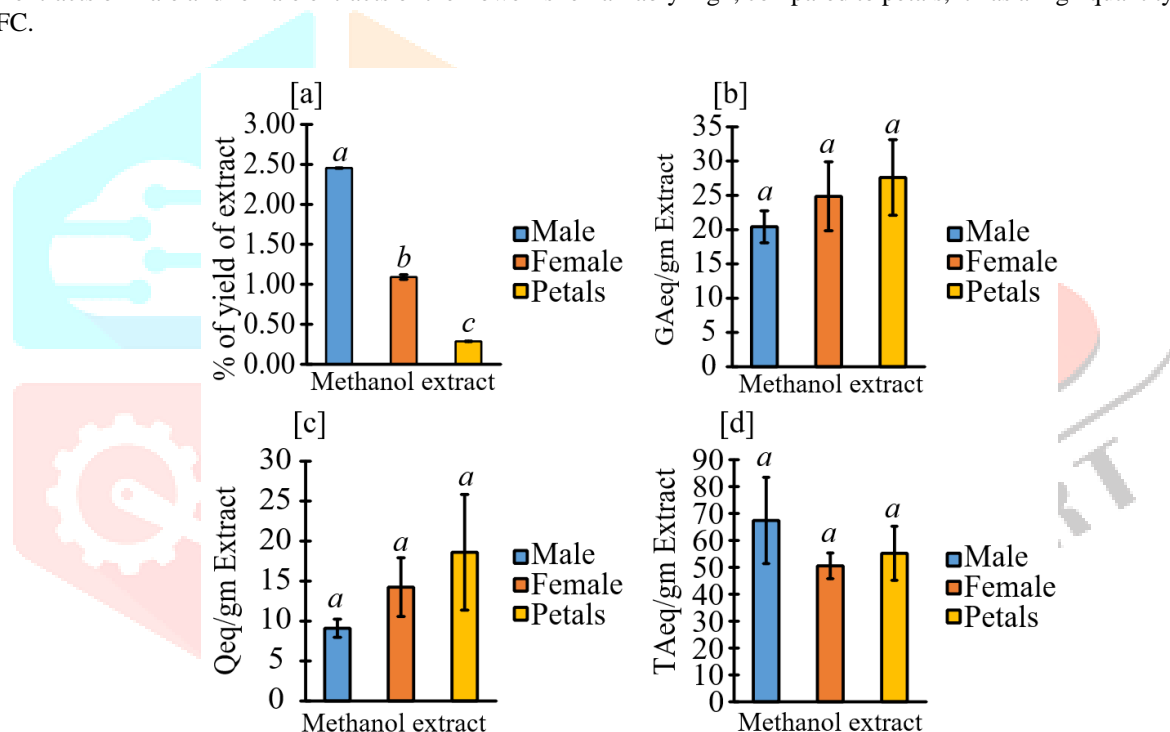 FC.
[a]
3.00
2.50
2.00
1.50
1.00
0.50
0.00
% of yield of extract
a
b
c
Methanol extract
Male
Female
Petals
[b]
35
30
25
20
15
10
5
0
GAeq/gm Extract
a
a
a
Methanol extract
Male
Female
Petals
[c]
30
25
20
15
10
5
0
Qeq/gm Extract
a
a
a
Methanol extract
Male
Female
Petals
[d]
90
80
70
60
50
40
30
20
10
0
TAeq/gm Extract
a
a
a
Methanol extract
Male
Female
Petals